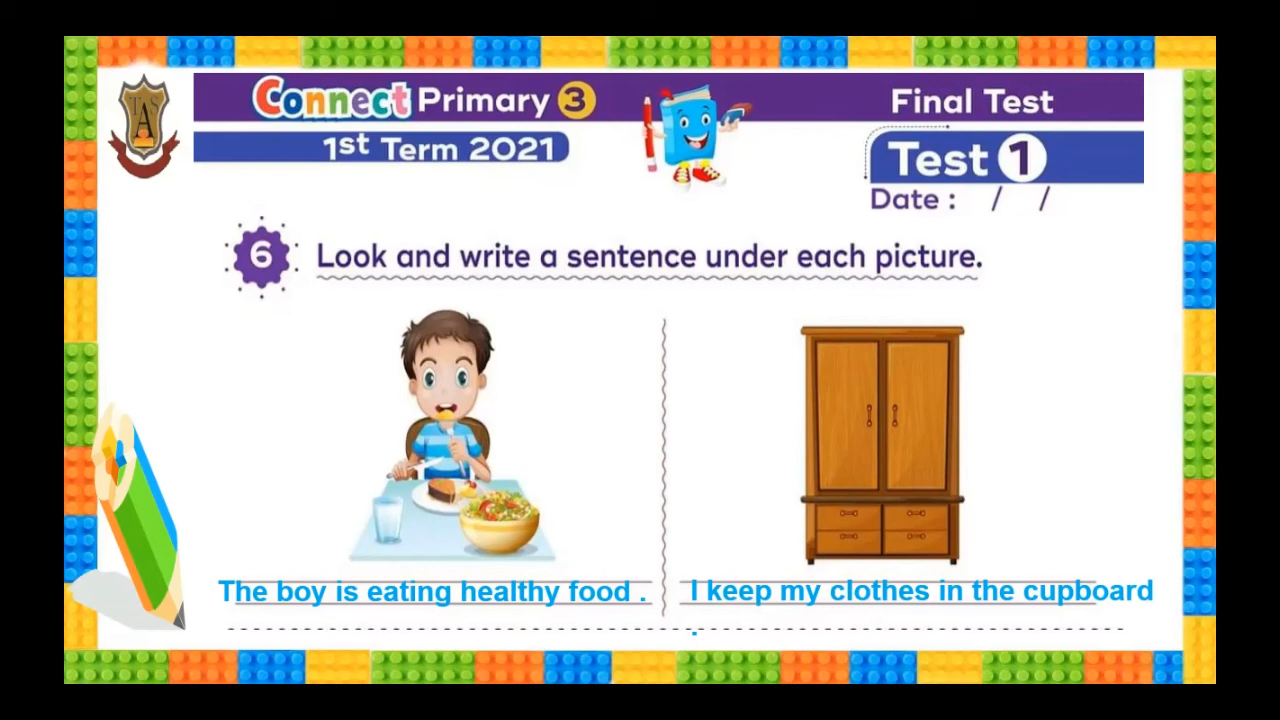 TAS
Connect Primary 3
Final Test
1st Term 2021
Test 1
Date : / /
6 Look and write a sentence under each picture.
The boy is eating healthy food .
I keep my clothes in the cupboard
.